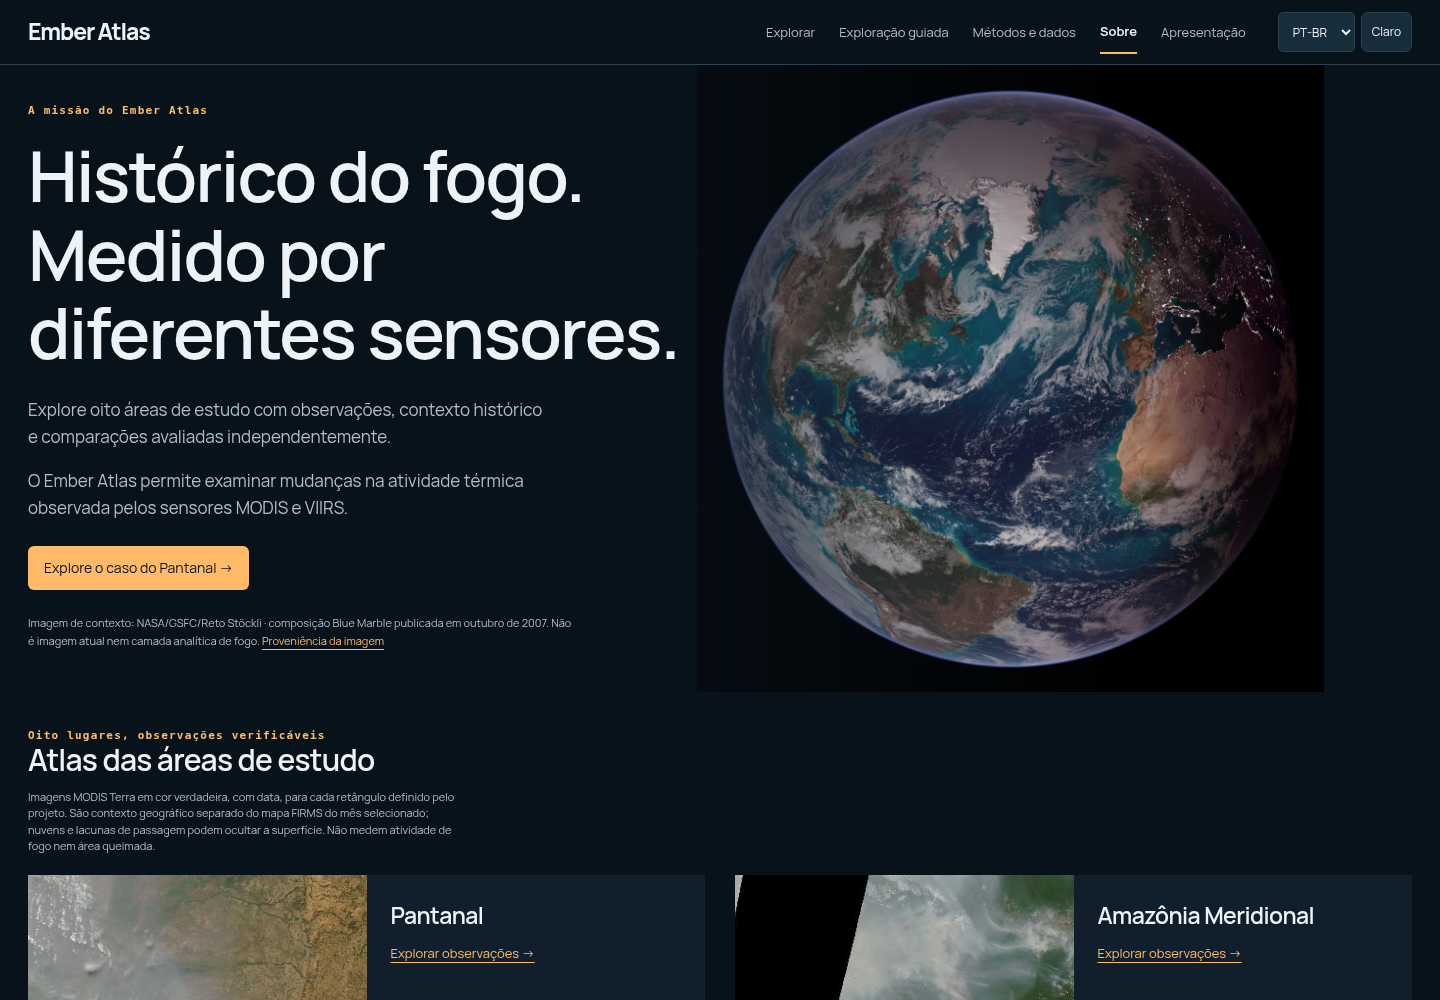 Ember Atlas
Explorar
Exploração guiada
Métodos e dados
Sobre
Apresentação
PT-BR
Claro
A missão do Ember Atlas
Histórico do fogo.
Medido por
diferentes sensores.
Explore oito áreas de estudo com observações, contexto histórico
e comparações avaliadas independentemente.
O Ember Atlas permite examinar mudanças na atividade térmica
observada pelos sensores MODIS e VIIRS.
Explore o caso do Pantanal →
Imagem de contexto: NASA/GSFC/Reto Stöckli · composição Blue Marble publicada em outubro de 2007. Não
é imagem atual nem camada analítica de fogo. Proveniência da imagem
Oito lugares, observações verificáveis
Atlas das áreas de estudo
Imagens MODIS Terra em cor verdadeira, com data, para cada retângulo definido pelo
projeto. São contexto geográfico separado do mapa FIRMS do mês selecionado;
nuvens e lacunas de passagem podem ocultar a superfície. Não medem atividade de
fogo nem área queimada.
Pantanal
Explorar observações →
Amazônia Meridional
Explorar observações →